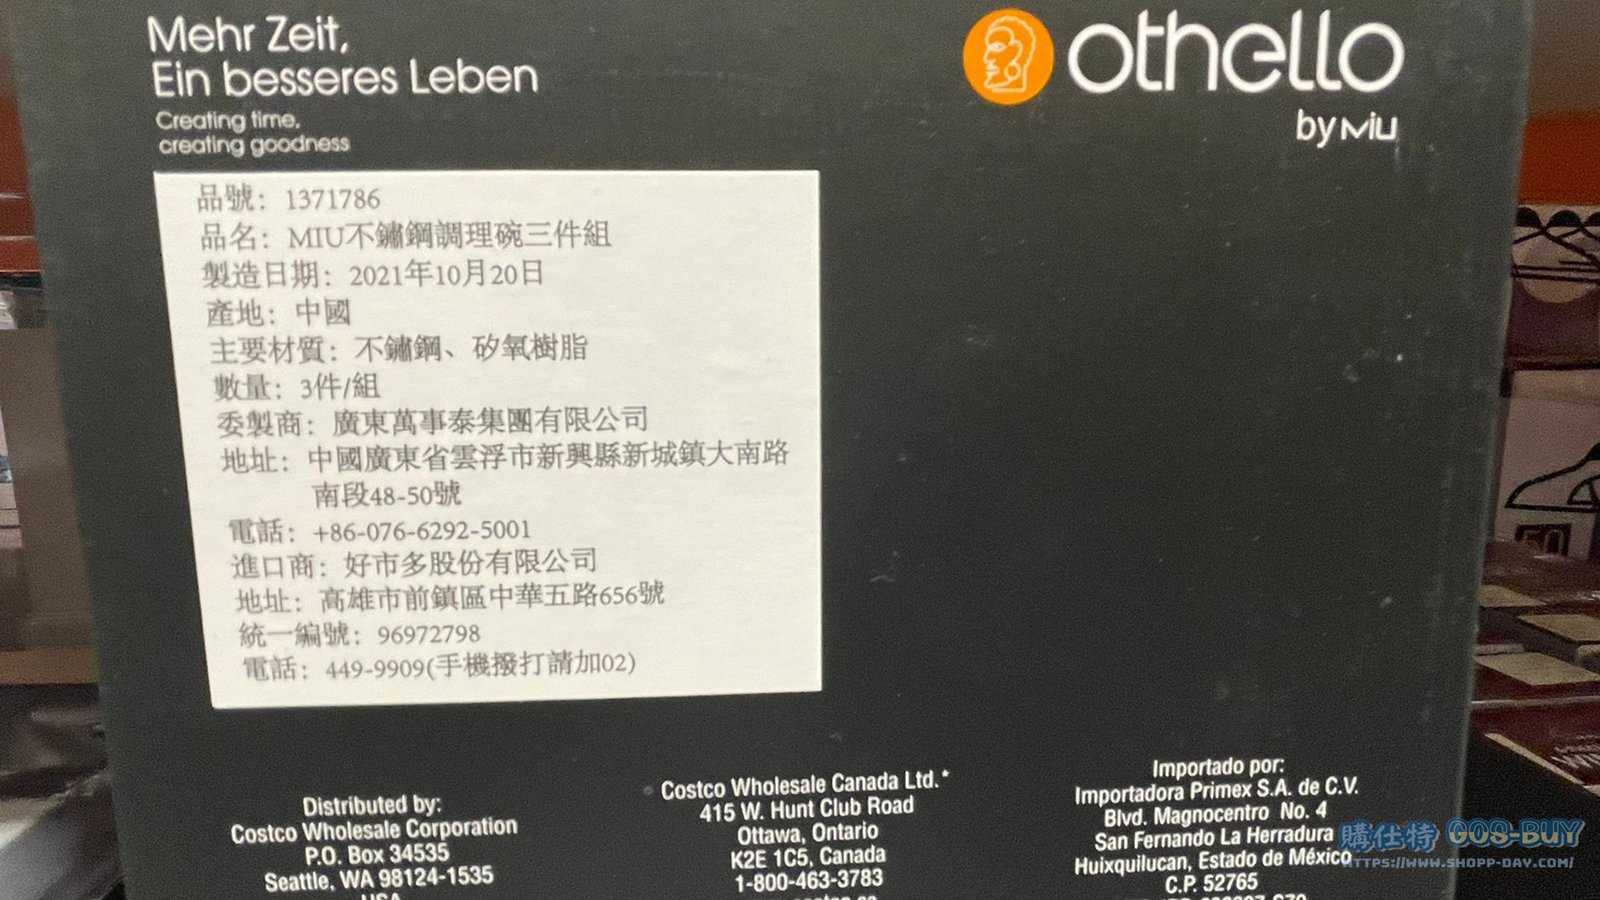 Mehr Zeit,
Ein besseres Leben
Creating time,
creating goodness
othello
by MIU
品號：1371786
品名：MIU不鏽鋼調理碗三件組
製造日期：2021年10月20日
產地：中國
主要材質：不鏽鋼、矽氧樹脂
數量：3件/組
委製商：廣東萬事泰集團有限公司
地址：中國廣東省雲浮市新興縣新城鎮大南路
南段48-50號
電話：+86-076-6292-5001
進口商：好市多股份有限公司
地址：高雄市前鎮區中華五路656號
統一編號：96972798
電話：449-9909(手機撥打請加02)
Distributed by:
Costco Wholesale Corporation
P.O. Box 34535
Seattle, WA 98124-1535
USA
Costco Wholesale Canada Ltd.*
415 W. Hunt Club Road
Ottawa, Ontario
K2E 1C5, Canada
1-800-463-3783
Importado por:
Importadora Primex S.A. de C.V.
Blvd. Magnocentro No. 4
San Fernando La Herradura
Huixquilucan, Estado de México
C.P. 52765
購仕特 GOS-BUY
HTTPS://WWW.SHOPP-DAY.COM/
50